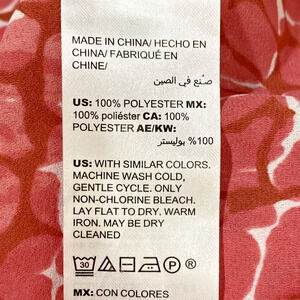 MADE IN CHINA/ HECHO EN
CHINA/ FABRIQUÉ EN
CHINE/
صنع في الصين
US: 100% POLYESTER MX:
100% poliéster CA: 100%
POLYESTER AE/KW:
100% بوليستر
US: WITH SIMILAR COLORS.
MACHINE WASH COLD,
GENTLE CYCLE. ONLY
NON-CHLORINE BLEACH.
LAY FLAT TO DRY. WARM
IRON. MAY BE DRY
CLEANED
30
P
MX: CON COLORES